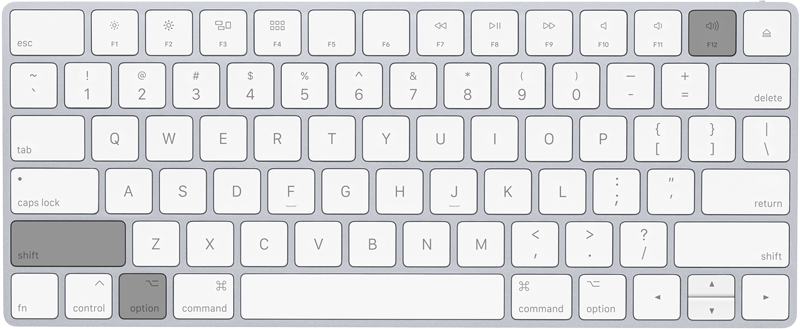 esc F1 F2 F3 F4 F5 F6 F7 F8 F9 F10 F11 F12
~ ! @ # $ % ^ & * ( ) — +
` 1 2 3 4 5 6 7 8 9 0 - = delete
tab Q W E R T Y U I O P { } |
[ ] \
caps lock A S D F G H J K L : " return
; '
shift Z X C V B N M < > ? shift
, . /
fn control option command command option